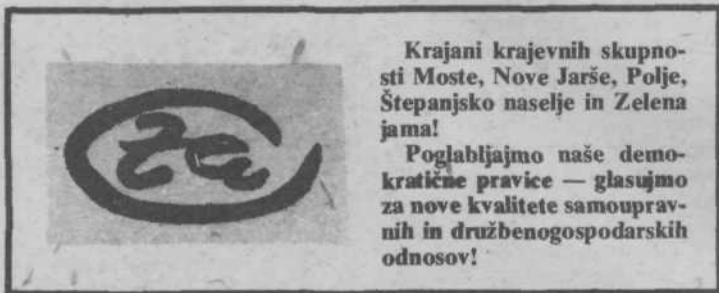 za
Krajani krajevnih skupno-
sti Moste, Nove Jarše, Polje,
Štepanjsko naselje in Zelena
jama!
Poglabljajmo naše demo-
kratične pravice — glasujmo
za nove kvalitete samouprav-
nih in družbenogospodarskih
odnosov!